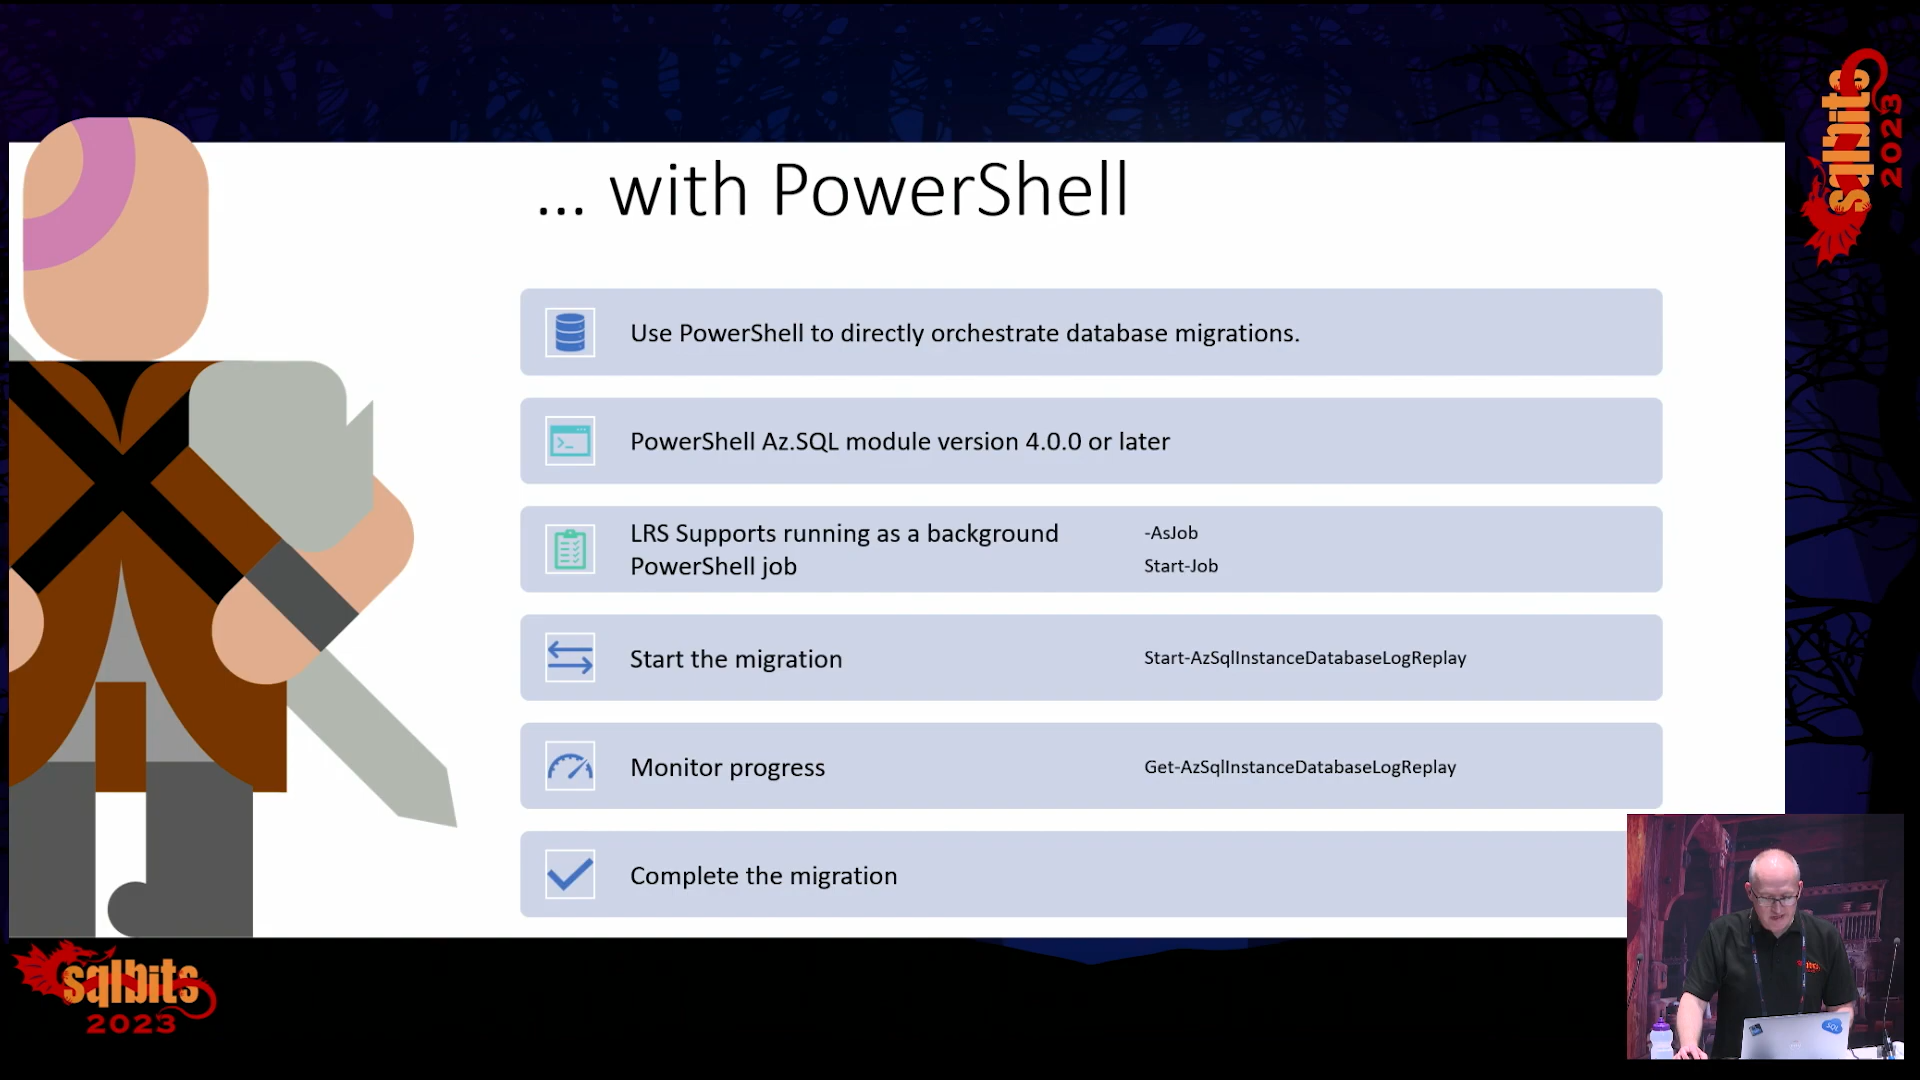 ... with PowerShell
Use PowerShell to directly orchestrate database migrations.
PowerShell Az.SQL module version 4.0.0 or later
LRS Supports running as a background
PowerShell job
-AsJob
Start-Job
Start the migration
Start-AzSqlInstanceDatabaseLogReplay
Monitor progress
Get-AzSqlInstanceDatabaseLogReplay
Complete the migration
sqlbits
2023
sqlbits
2023
SQL